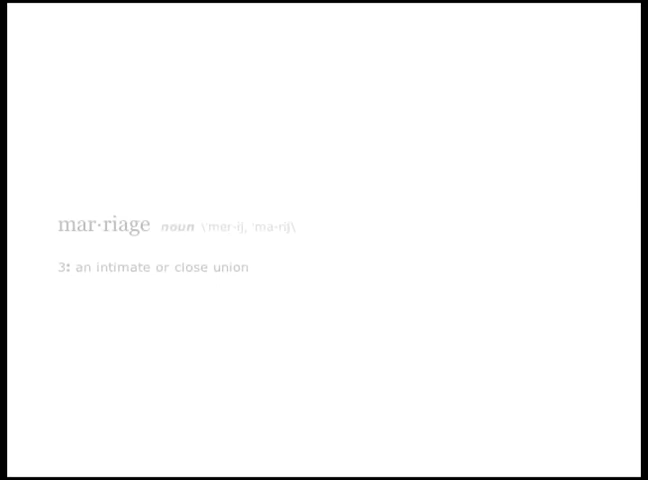 mar·riage noun \ˈmer-ij, ˈma-rij\
3: an intimate or close union